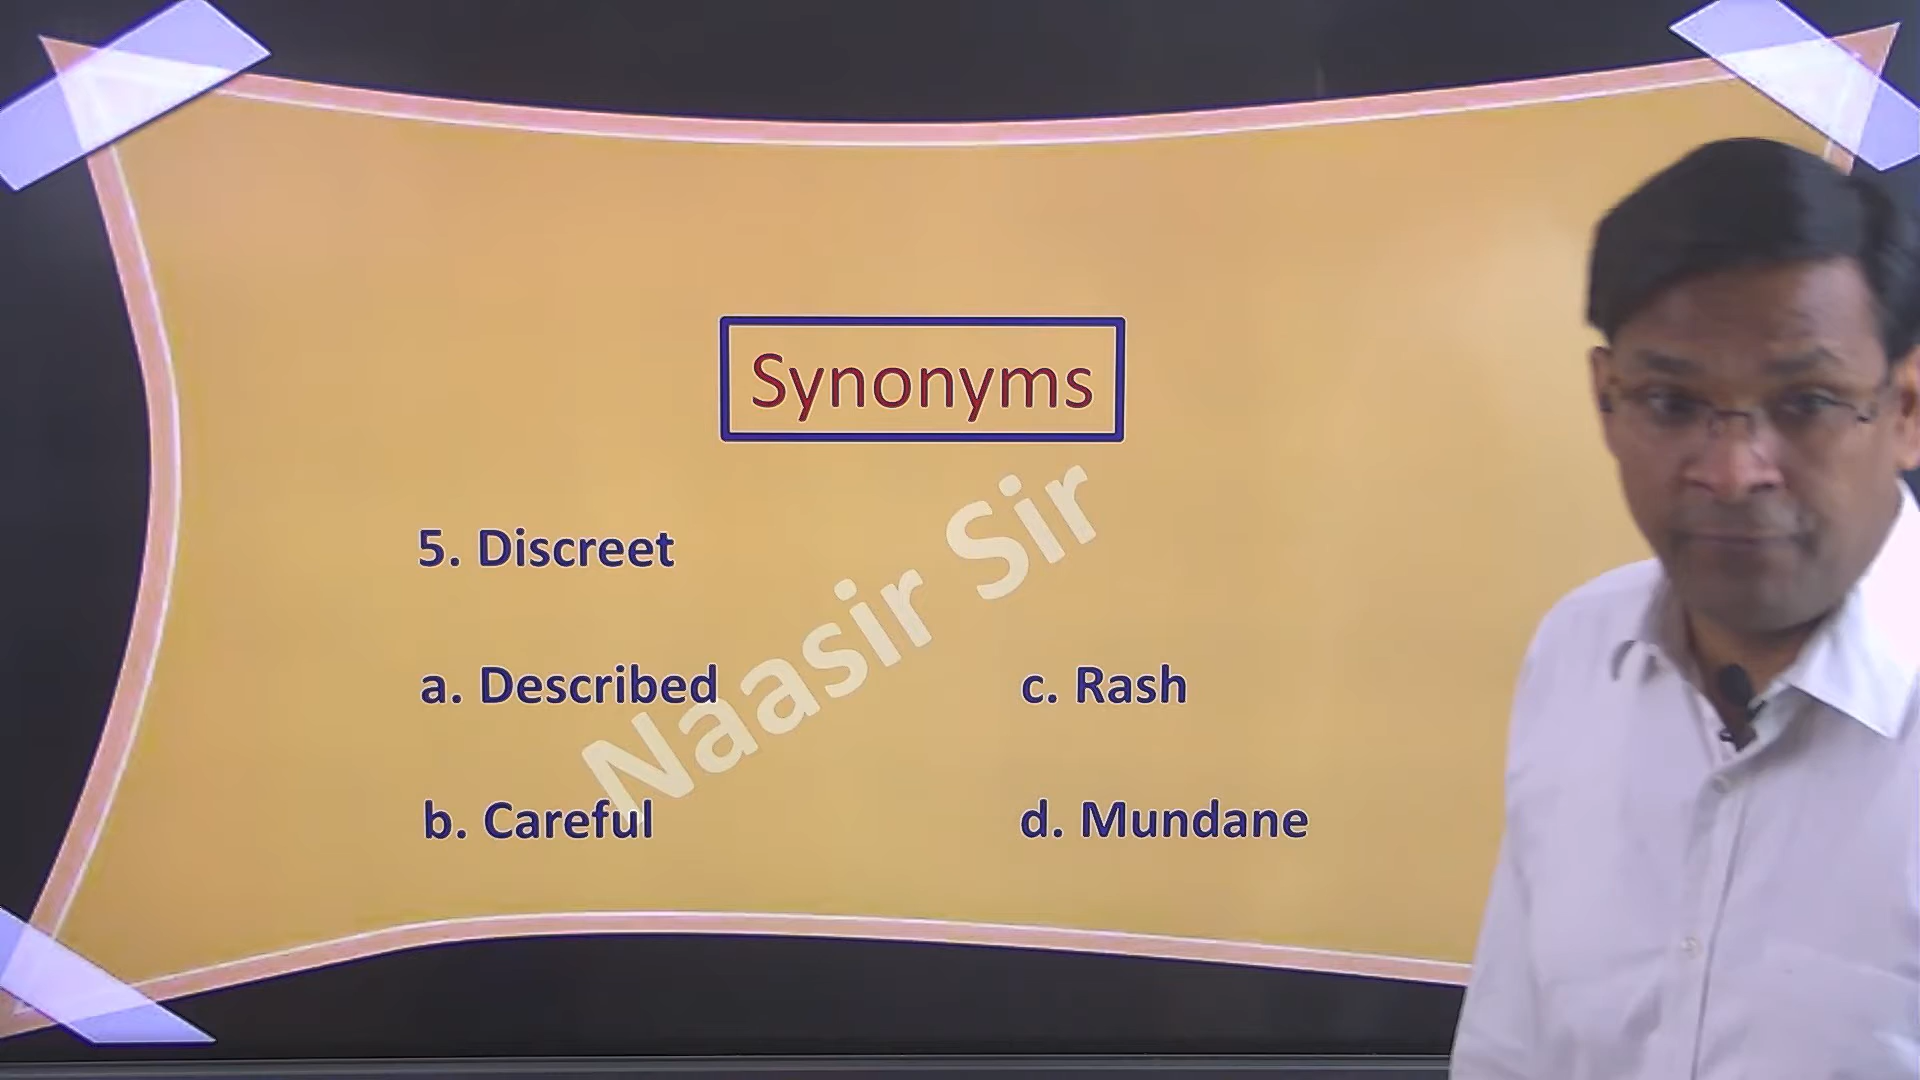 Synonyms
5. Discreet
a. Described
c. Rash
b. Careful
d. Mundane
Naasir Sir